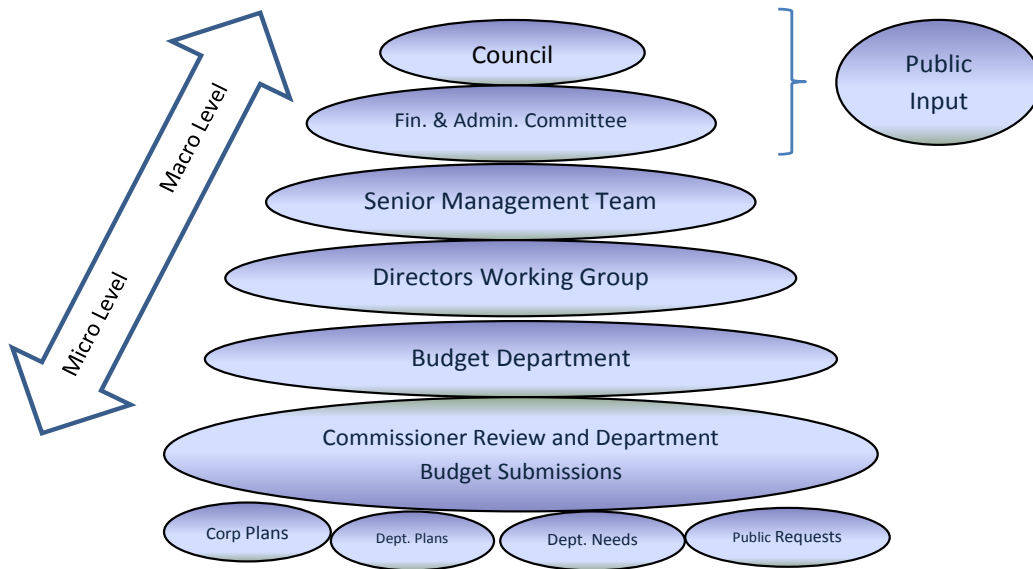 Council
Public
Input
Fin. & Admin. Committee
Macro Level
Senior Management Team
Directors Working Group
Micro Level
Budget Department
Commissioner Review and Department
Budget Submissions
Corp Plans
Dept. Plans
Dept. Needs
Public Requests